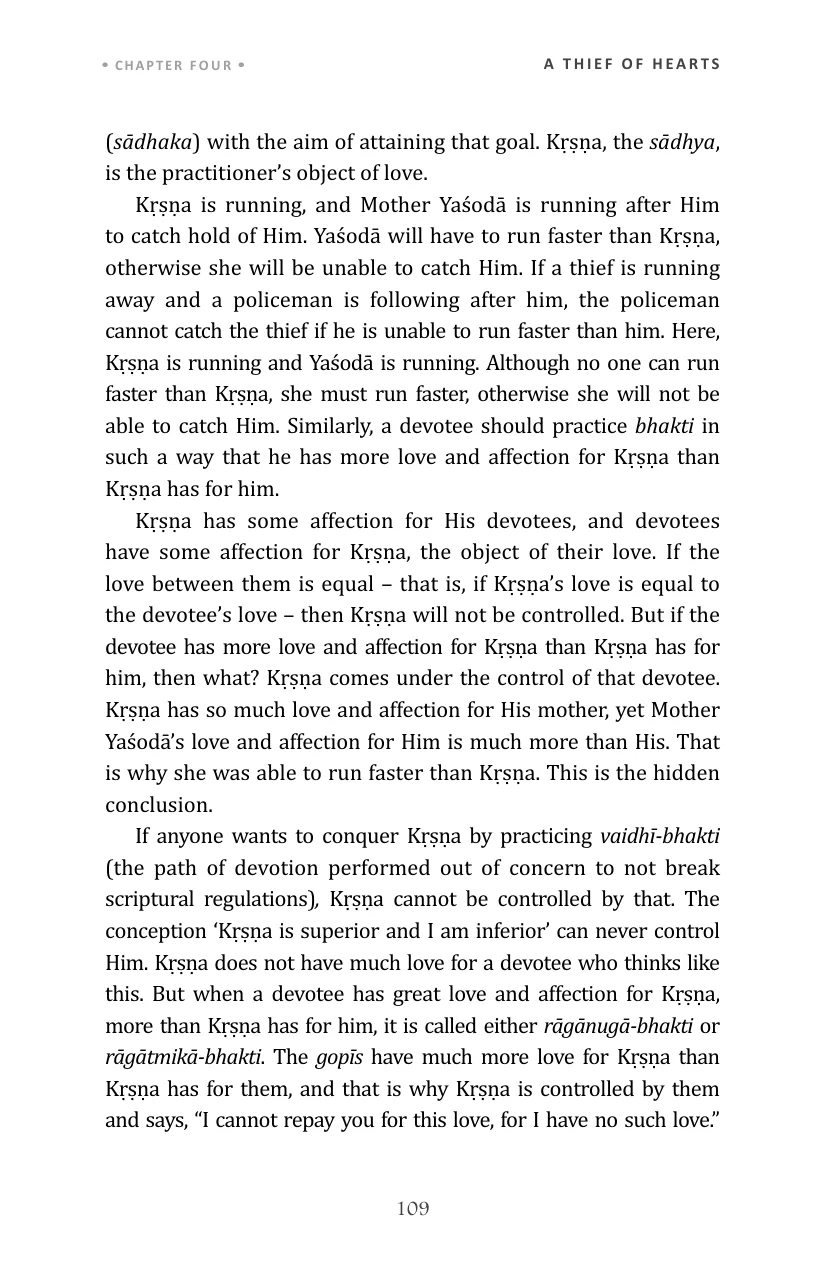 • CHAPTER FOUR •
A THIEF OF HEARTS
(sādhaka) with the aim of attaining that goal. Kṛṣṇa, the sādhya,
is the practitioner’s object of love.
Kṛṣṇa is running, and Mother Yaśodā is running after Him
to catch hold of Him. Yaśodā will have to run faster than Kṛṣṇa,
otherwise she will be unable to catch Him. If a thief is running
away and a policeman is following after him, the policeman
cannot catch the thief if he is unable to run faster than him. Here,
Kṛṣṇa is running and Yaśodā is running. Although no one can run
faster than Kṛṣṇa, she must run faster, otherwise she will not be
able to catch Him. Similarly, a devotee should practice bhakti in
such a way that he has more love and affection for Kṛṣṇa than
Kṛṣṇa has for him.
Kṛṣṇa has some affection for His devotees, and devotees
have some affection for Kṛṣṇa, the object of their love. If the
love between them is equal – that is, if Kṛṣṇa’s love is equal to
the devotee’s love – then Kṛṣṇa will not be controlled. But if the
devotee has more love and affection for Kṛṣṇa than Kṛṣṇa has for
him, then what? Kṛṣṇa comes under the control of that devotee.
Kṛṣṇa has so much love and affection for His mother, yet Mother
Yaśodā’s love and affection for Him is much more than His. That
is why she was able to run faster than Kṛṣṇa. This is the hidden
conclusion.
If anyone wants to conquer Kṛṣṇa by practicing vaidhī-bhakti
(the path of devotion performed out of concern to not break
scriptural regulations), Kṛṣṇa cannot be controlled by that. The
conception ‘Kṛṣṇa is superior and I am inferior’ can never control
Him. Kṛṣṇa does not have much love for a devotee who thinks like
this. But when a devotee has great love and affection for Kṛṣṇa,
more than Kṛṣṇa has for him, it is called either rāgānugā-bhakti or
rāgātmikā-bhakti. The gopīs have much more love for Kṛṣṇa than
Kṛṣṇa has for them, and that is why Kṛṣṇa is controlled by them
and says, “I cannot repay you for this love, for I have no such love.”
109